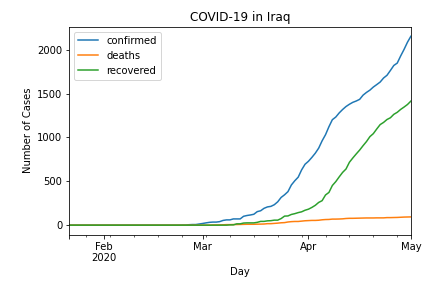 COVID-19 in Iraq
confirmed
deaths
recovered
Number of Cases
2000
1500
1000
500
0
Feb
2020
Mar
Apr
May
Day